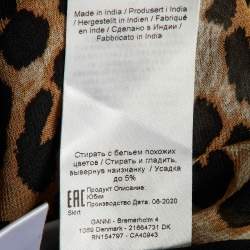 Made in India / Produsert i India
/ Hergestellt in Indien / Fabriqué
en Inde / Сделано в Индии /
Fabbricato in India
Стирать с бельем похожих
цветов / Стирать и гладить,
вывернув наизнанку / Усадка
до 5%
EAC
Продукт Описание
Юбки
Производство Дата: 06-2020
Skirt
GANNI - Bremerholm 4
1069 Denmark - 21664731 DK
RN154797 - CA40943